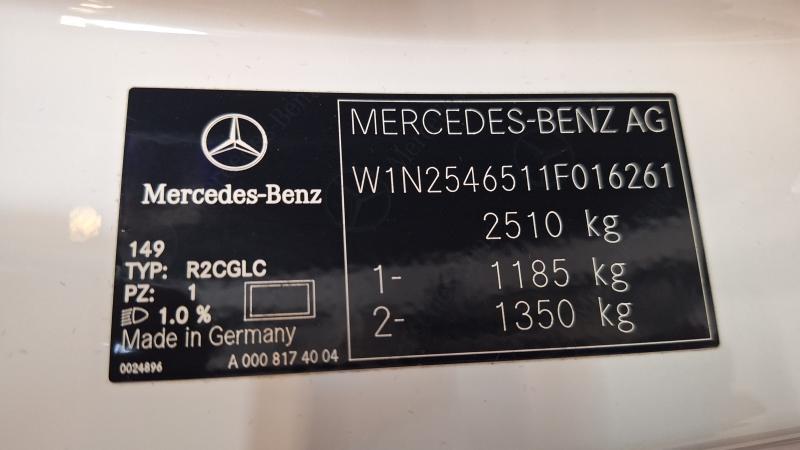 Mercedes-Benz
149
TYP: R2CGLC
PZ: 1
1.0 %
Made in Germany
0024896 A 000 817 40 04
MERCEDES-BENZ AG
W1N2546511F016261
2510 kg
1- 1185 kg
2- 1350 kg